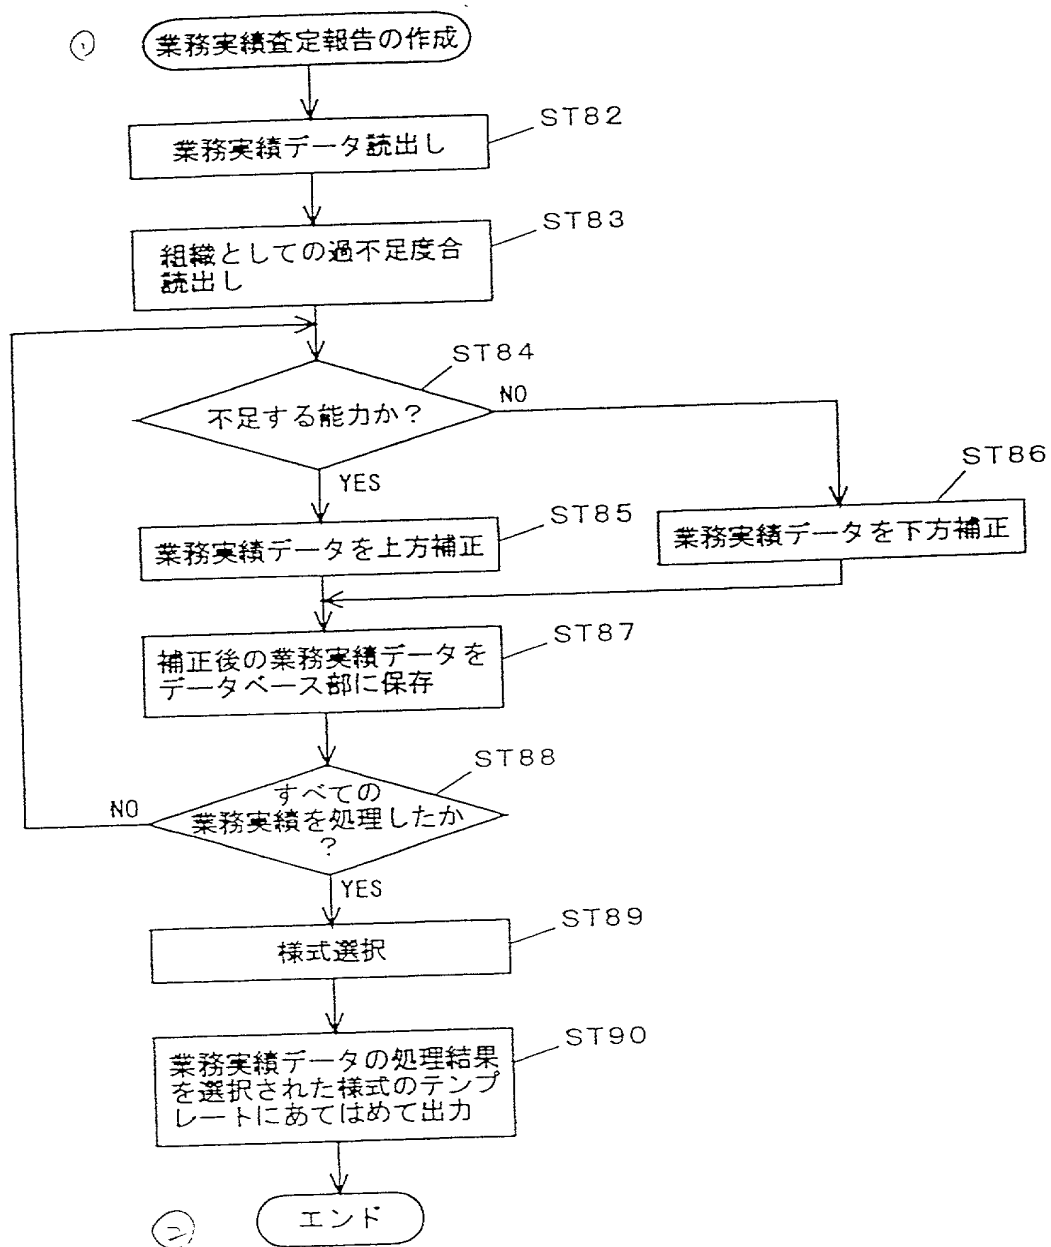 ① 業務実績査定報告の作成
ST82
業務実績データ読出し
ST83
組織としての過不足度合
読出し
ST84
不足する能力か？
NO
YES
ST86
ST85
業務実績データを上方補正
業務実績データを下方補正
ST87
補正後の業務実績データを
データベース部に保存
ST88
すべての
業務実績を処理したか
？
NO
YES
ST89
様式選択
ST90
業務実績データの処理結果
を選択された様式のテンプ
レートにあてはめて出力
エンド